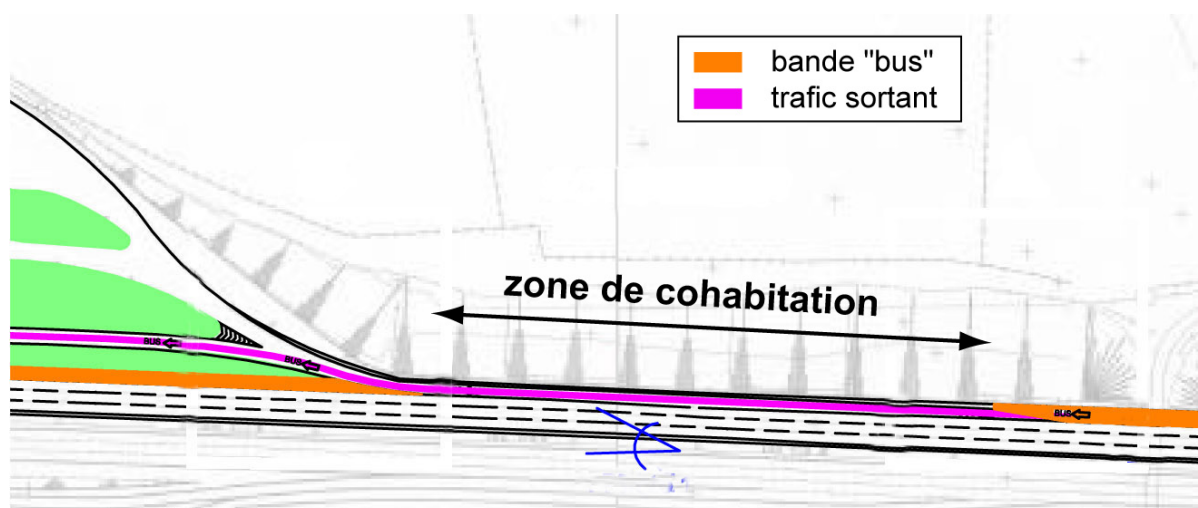 bande "bus"
trafic sortant
zone de cohabitation
BUS
BUS
BUS